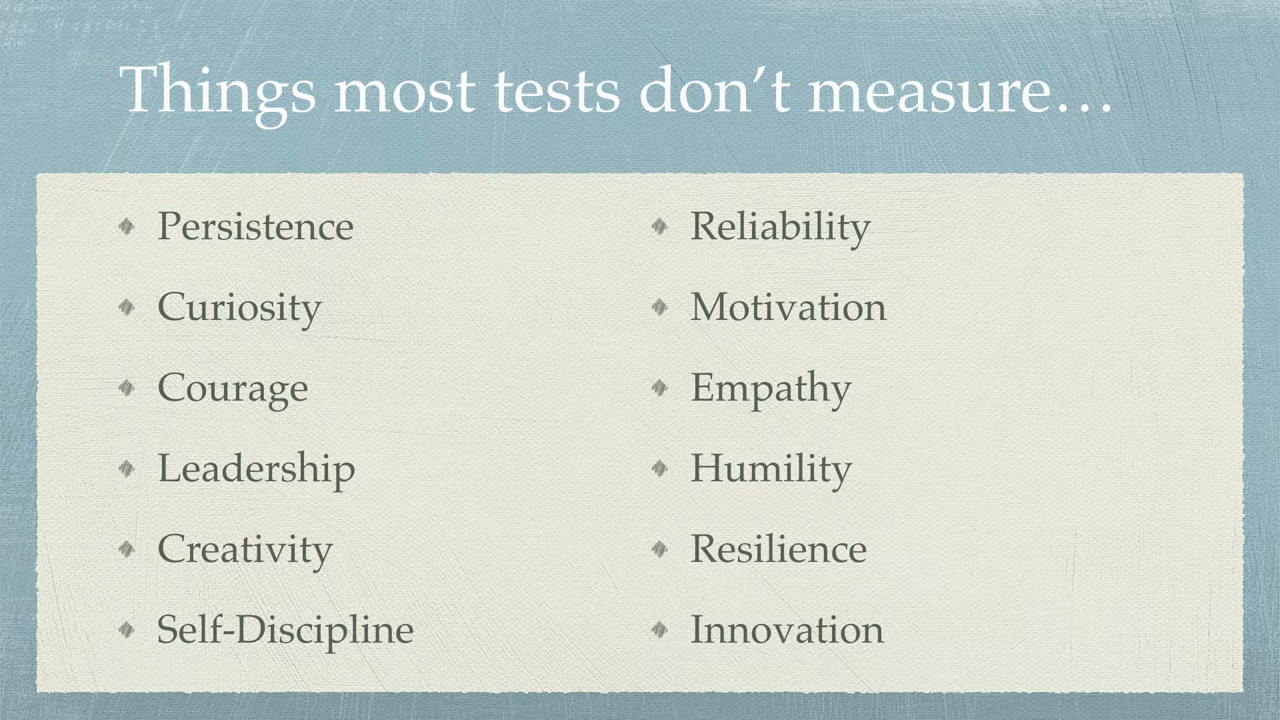 Things most tests don’t measure…
Persistence
Curiosity
Courage
Leadership
Creativity
Self-Discipline
Reliability
Motivation
Empathy
Humility
Resilience
Innovation